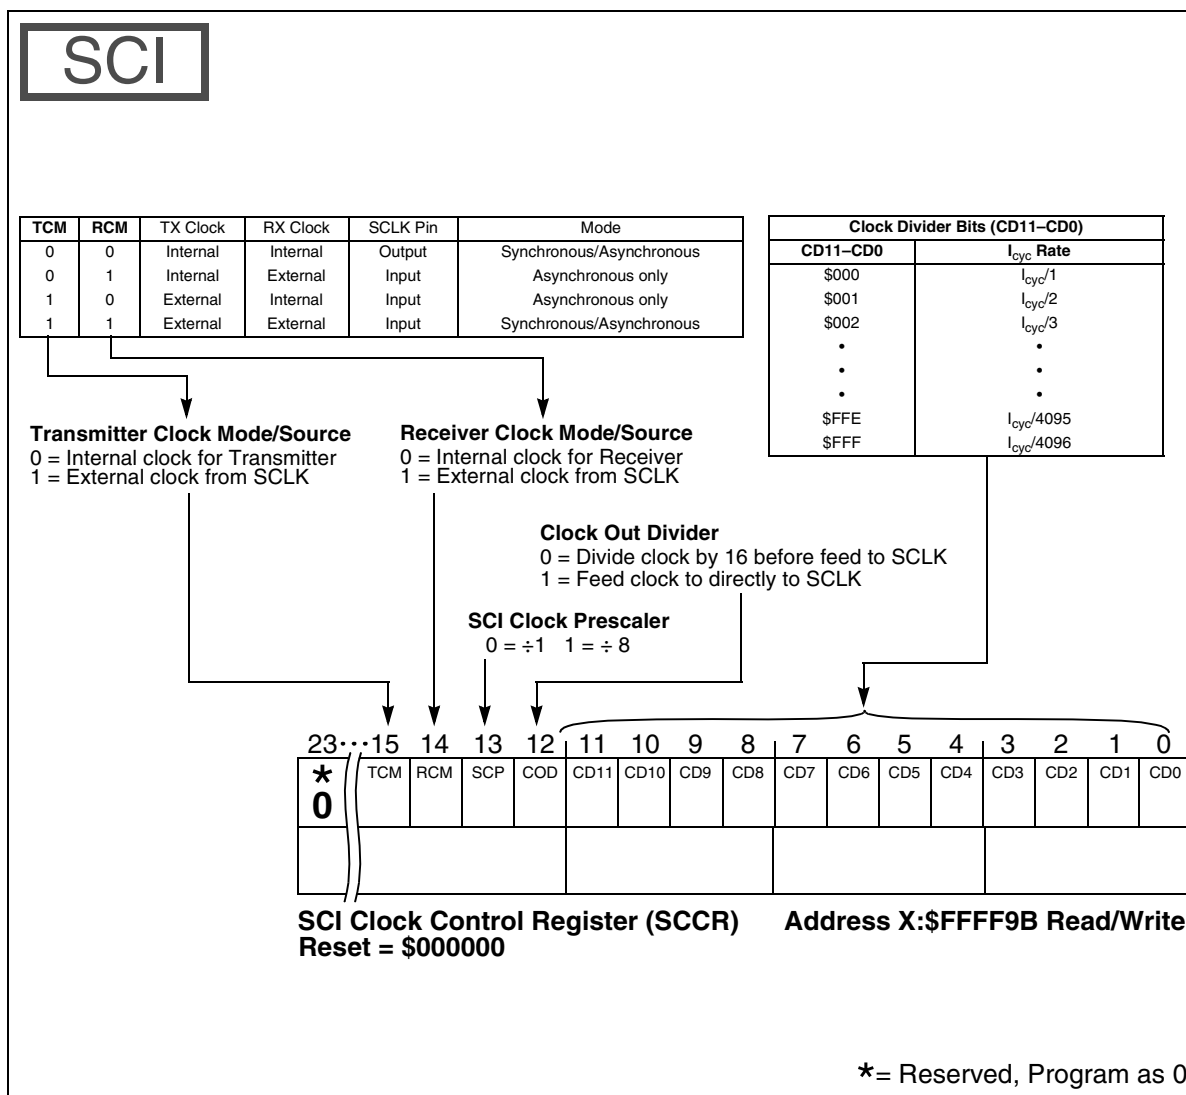 SCI
TCM RCM TX Clock RX Clock SCLK Pin Mode
0 0 Internal Internal Output Synchronous/Asynchronous
0 1 Internal External Input Asynchronous only
1 0 External Internal Input Asynchronous only
1 1 External External Input Synchronous/Asynchronous
Clock Divider Bits (CD11–CD0)
CD11–CD0 Icyc Rate
$000 Icyc/1
$001 Icyc/2
$002 Icyc/3
• •
• •
• •
$FFE Icyc/4095
$FFF Icyc/4096
Transmitter Clock Mode/Source
0 = Internal clock for Transmitter
1 = External clock from SCLK
Receiver Clock Mode/Source
0 = Internal clock for Receiver
1 = External clock from SCLK
Clock Out Divider
0 = Divide clock by 16 before feed to SCLK
1 = Feed clock to directly to SCLK
SCI Clock Prescaler
0 = ÷1 1 = ÷ 8
23 ··· 15 14 13 12 11 10 9 8 7 6 5 4 3 2 1 0
* TCM RCM SCP COD CD11 CD10 CD9 CD8 CD7 CD6 CD5 CD4 CD3 CD2 CD1 CD0
0
SCI Clock Control Register (SCCR) Address X:$FFFF9B Read/Write
Reset = $000000
*= Reserved, Program as 0